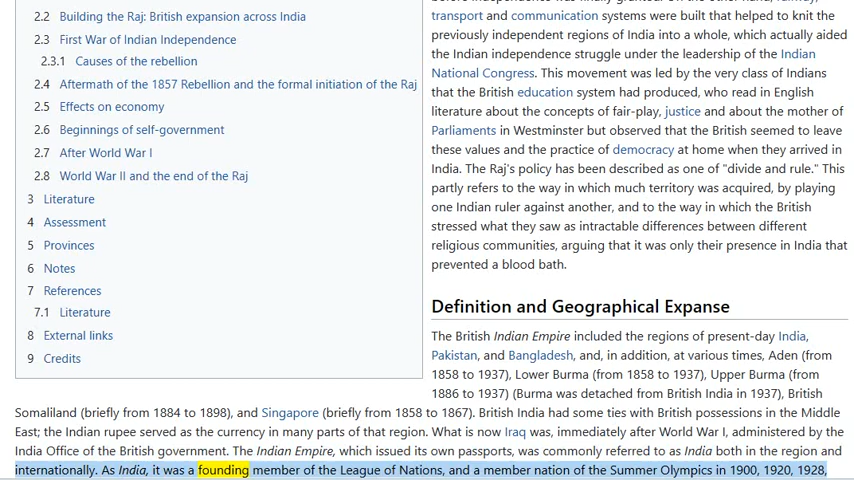 2.2 Building the Raj: British expansion across India
2.3 First War of Indian Independence
2.3.1 Causes of the rebellion
2.4 Aftermath of the 1857 Rebellion and the formal initiation of the Raj
2.5 Effects on economy
2.6 Beginnings of self-government
2.7 After World War I
2.8 World War II and the end of the Raj
3 Literature
4 Assessment
5 Provinces
6 Notes
7 References
7.1 Literature
8 External links
9 Credits
transport and communication systems were built that helped to knit the
previously independent regions of India into a whole, which actually aided
the Indian independence struggle under the leadership of the Indian
National Congress. This movement was led by the very class of Indians
that the British education system had produced, who read in English
literature about the concepts of fair-play, justice and about the mother of
Parliaments in Westminster but observed that the British seemed to leave
these values and the practice of democracy at home when they arrived in
India. The Raj's policy has been described as one of "divide and rule." This
partly refers to the way in which much territory was acquired, by playing
one Indian ruler against another, and to the way in which the British
stressed what they saw as intractable differences between different
religious communities, arguing that it was only their presence in India that
prevented a blood bath.
Definition and Geographical Expanse
The British Indian Empire included the regions of present-day India,
Pakistan, and Bangladesh, and, in addition, at various times, Aden (from
1858 to 1937), Lower Burma (from 1858 to 1937), Upper Burma (from
1886 to 1937) (Burma was detached from British India in 1937), British
Somaliland (briefly from 1884 to 1898), and Singapore (briefly from 1858 to 1867). British India had some ties with British possessions in the Middle
East; the Indian rupee served as the currency in many parts of that region. What is now Iraq was, immediately after World War I, administered by the
India Office of the British government. The Indian Empire, which issued its own passports, was commonly referred to as India both in the region and
internationally. As India, it was a founding member of the League of Nations, and a member nation of the Summer Olympics in 1900, 1920, 1928,